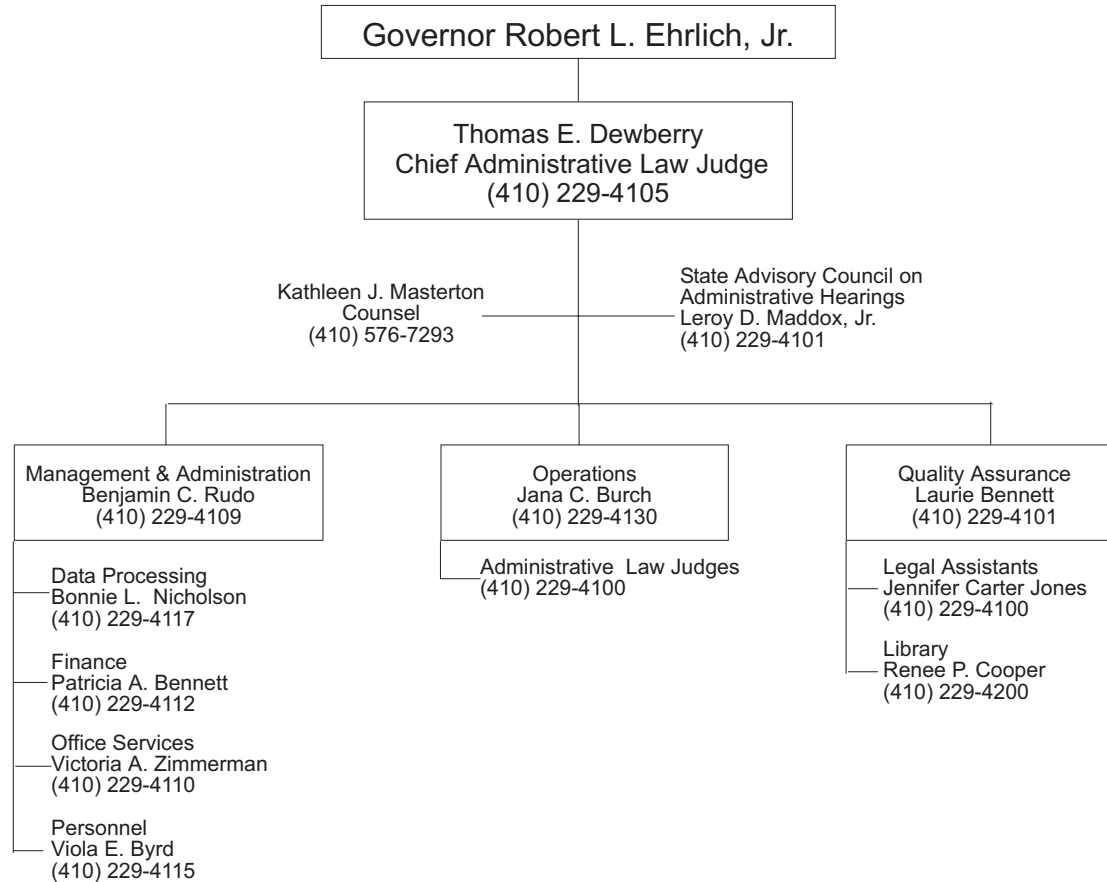 Governor Robert L. Ehrlich, Jr.
Thomas E. Dewberry
Chief Administrative Law Judge
(410) 229-4105
Kathleen J. Masterton
Counsel
(410) 576-7293
State Advisory Council on
Administrative Hearings
Leroy D. Maddox, Jr.
(410) 229-4101
Management & Administration
Benjamin C. Rudo
(410) 229-4109
Data Processing
Bonnie L. Nicholson
(410) 229-4117
Finance
Patricia A. Bennett
(410) 229-4112
Office Services
Victoria A. Zimmerman
(410) 229-4110
Personnel
Viola E. Byrd
(410) 229-4115
Operations
Jana C. Burch
(410) 229-4130
Administrative Law Judges
(410) 229-4100
Quality Assurance
Laurie Bennett
(410) 229-4101
Legal Assistants
Jennifer Carter Jones
(410) 229-4100
Library
Renee P. Cooper
(410) 229-4200